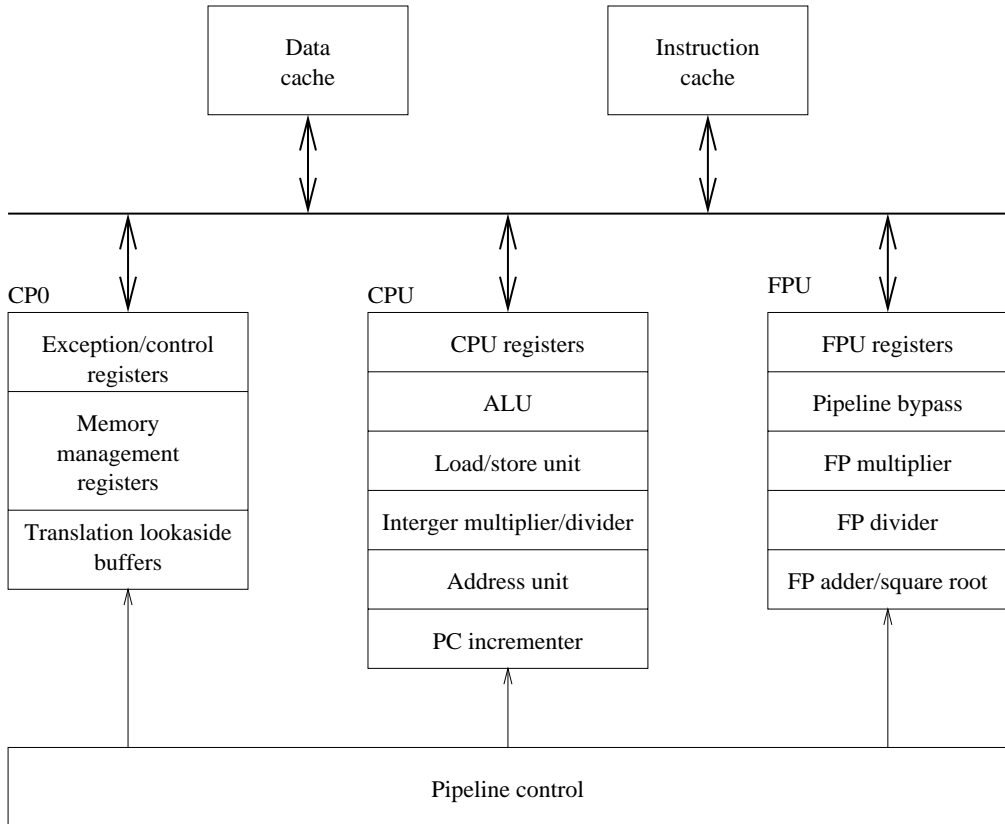 Data
cache
Instruction
cache
CP0
Exception/control
registers
Memory
management
registers
Translation lookaside
buffers
CPU
CPU registers
ALU
Load/store unit
Interger multiplier/divider
Address unit
PC incrementer
FPU
FPU registers
Pipeline bypass
FP multiplier
FP divider
FP adder/square root
Pipeline control